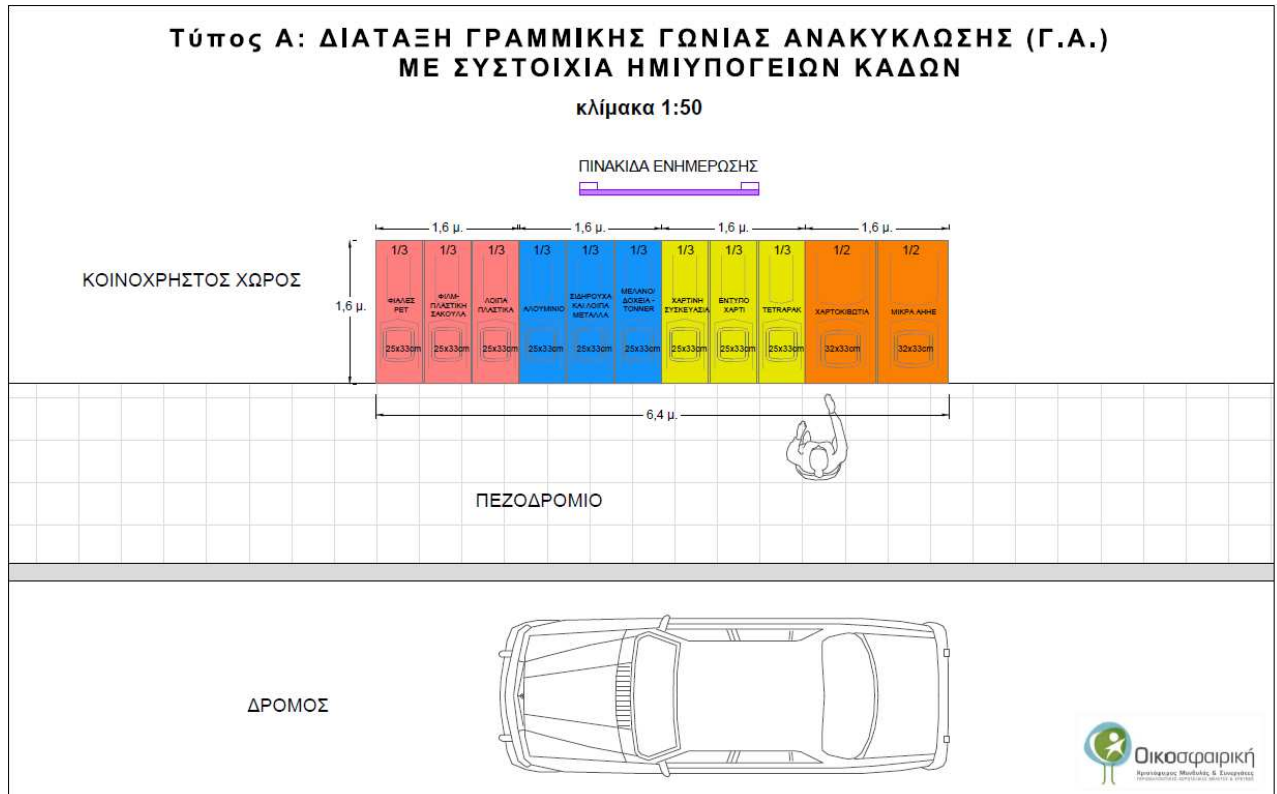 Τύπος Α: ΔΙΑΤΑΞΗ ΓΡΑΜΜΙΚΗΣ ΓΩΝΙΑΣ ΑΝΑΚΥΚΛΩΣΗΣ (Γ.Α.)
ΜΕ ΣΥΣΤΟΙΧΙΑ ΗΜΙΥΠΟΓΕΙΩΝ ΚΑΔΩΝ
κλίμακα 1:50
ΠΙΝΑΚΙΔΑ ΕΝΗΜΕΡΩΣΗΣ
1,6 μ. 1,6 μ. 1,6 μ. 1,6 μ.
1/3 1/3 1/3 1/3 1/3 1/3 1/3 1/3 1/3 1/2 1/2
ΚΟΙΝΟΧΡΗΣΤΟΣ ΧΩΡΟΣ
1,6 μ.
ΦΙΑΛΕΣ
PET
ΦΙΛΜ-
ΠΛΑΣΤΙΚΗ
ΣΑΚΟΥΛΑ
ΛΟΙΠΑ
ΠΛΑΣΤΙΚΑ
ΑΛΟΥΜΙΝΙΟ
ΣΙΔΗΡΟΥΧΑ
ΚΑΙ ΛΟΙΠΑ
ΜΕΤΑΛΛΑ
ΜΕΛΑΝΟ/
ΔΟΧΕΙΑ -
TONNER
ΧΑΡΤΙΝΗ
ΣΥΣΚΕΥΑΣΙΑ
ΕΝΤΥΠΟ
ΧΑΡΤΙ
TETRAPAK
ΧΑΡΤΟΚΙΒΩΤΙΑ
ΜΙΚΡΑ ΑΗΗΕ
25x33cm 25x33cm 25x33cm 25x33cm 25x33cm 25x33cm 25x33cm 25x33cm 25x33cm 32x33cm 32x33cm
6,4 μ.
ΠΕΖΟΔΡΟΜΙΟ
ΔΡΟΜΟΣ
Οικοσφαιρική